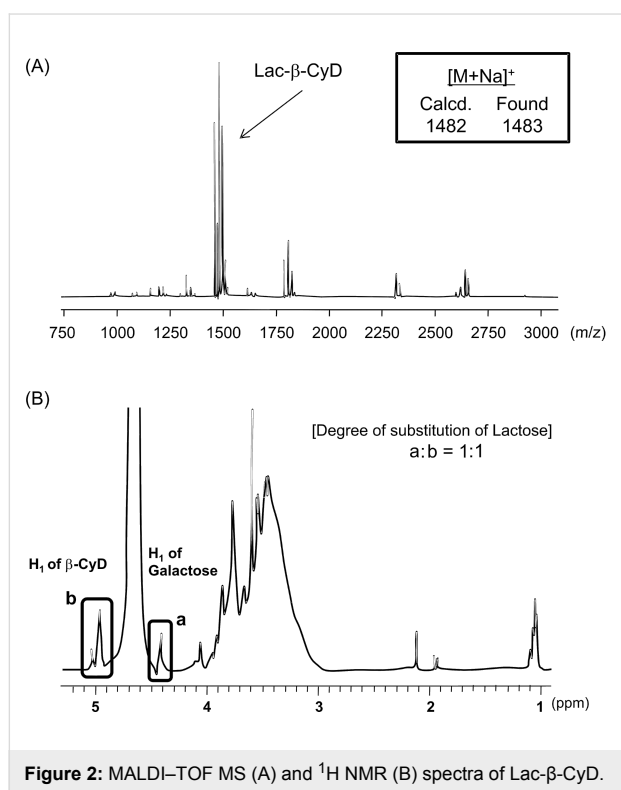 (A)
Lac-β-CyD
[M+Na]⁺
Calcd. Found
1482 1483
750 1000 1250 1500 1750 2000 2250 2500 2750 3000 (m/z)
(B)
[Degree of substitution of Lactose]
a:b = 1:1
H₁ of β-CyD
H₁ of
Galactose
b
a
5 4 3 2 1 (ppm)
Figure 2: MALDI–TOF MS (A) and ¹H NMR (B) spectra of Lac-β-CyD.